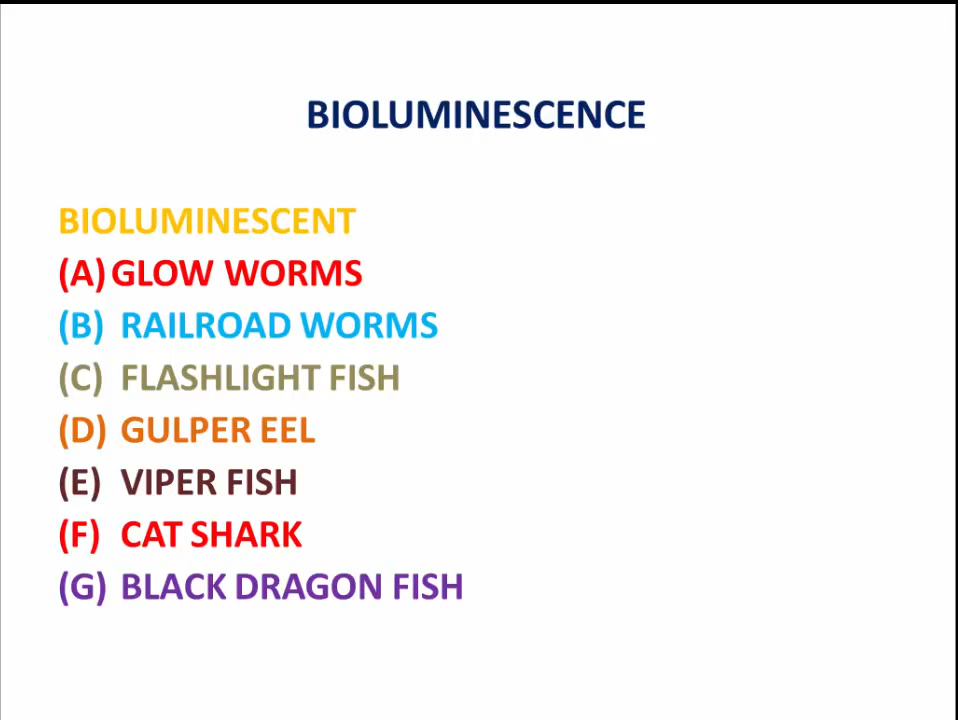 BIOLUMINESCENCE
BIOLUMINESCENT
(A) GLOW WORMS
(B) RAILROAD WORMS
(C) FLASHLIGHT FISH
(D) GULPER EEL
(E) VIPER FISH
(F) CAT SHARK
(G) BLACK DRAGON FISH